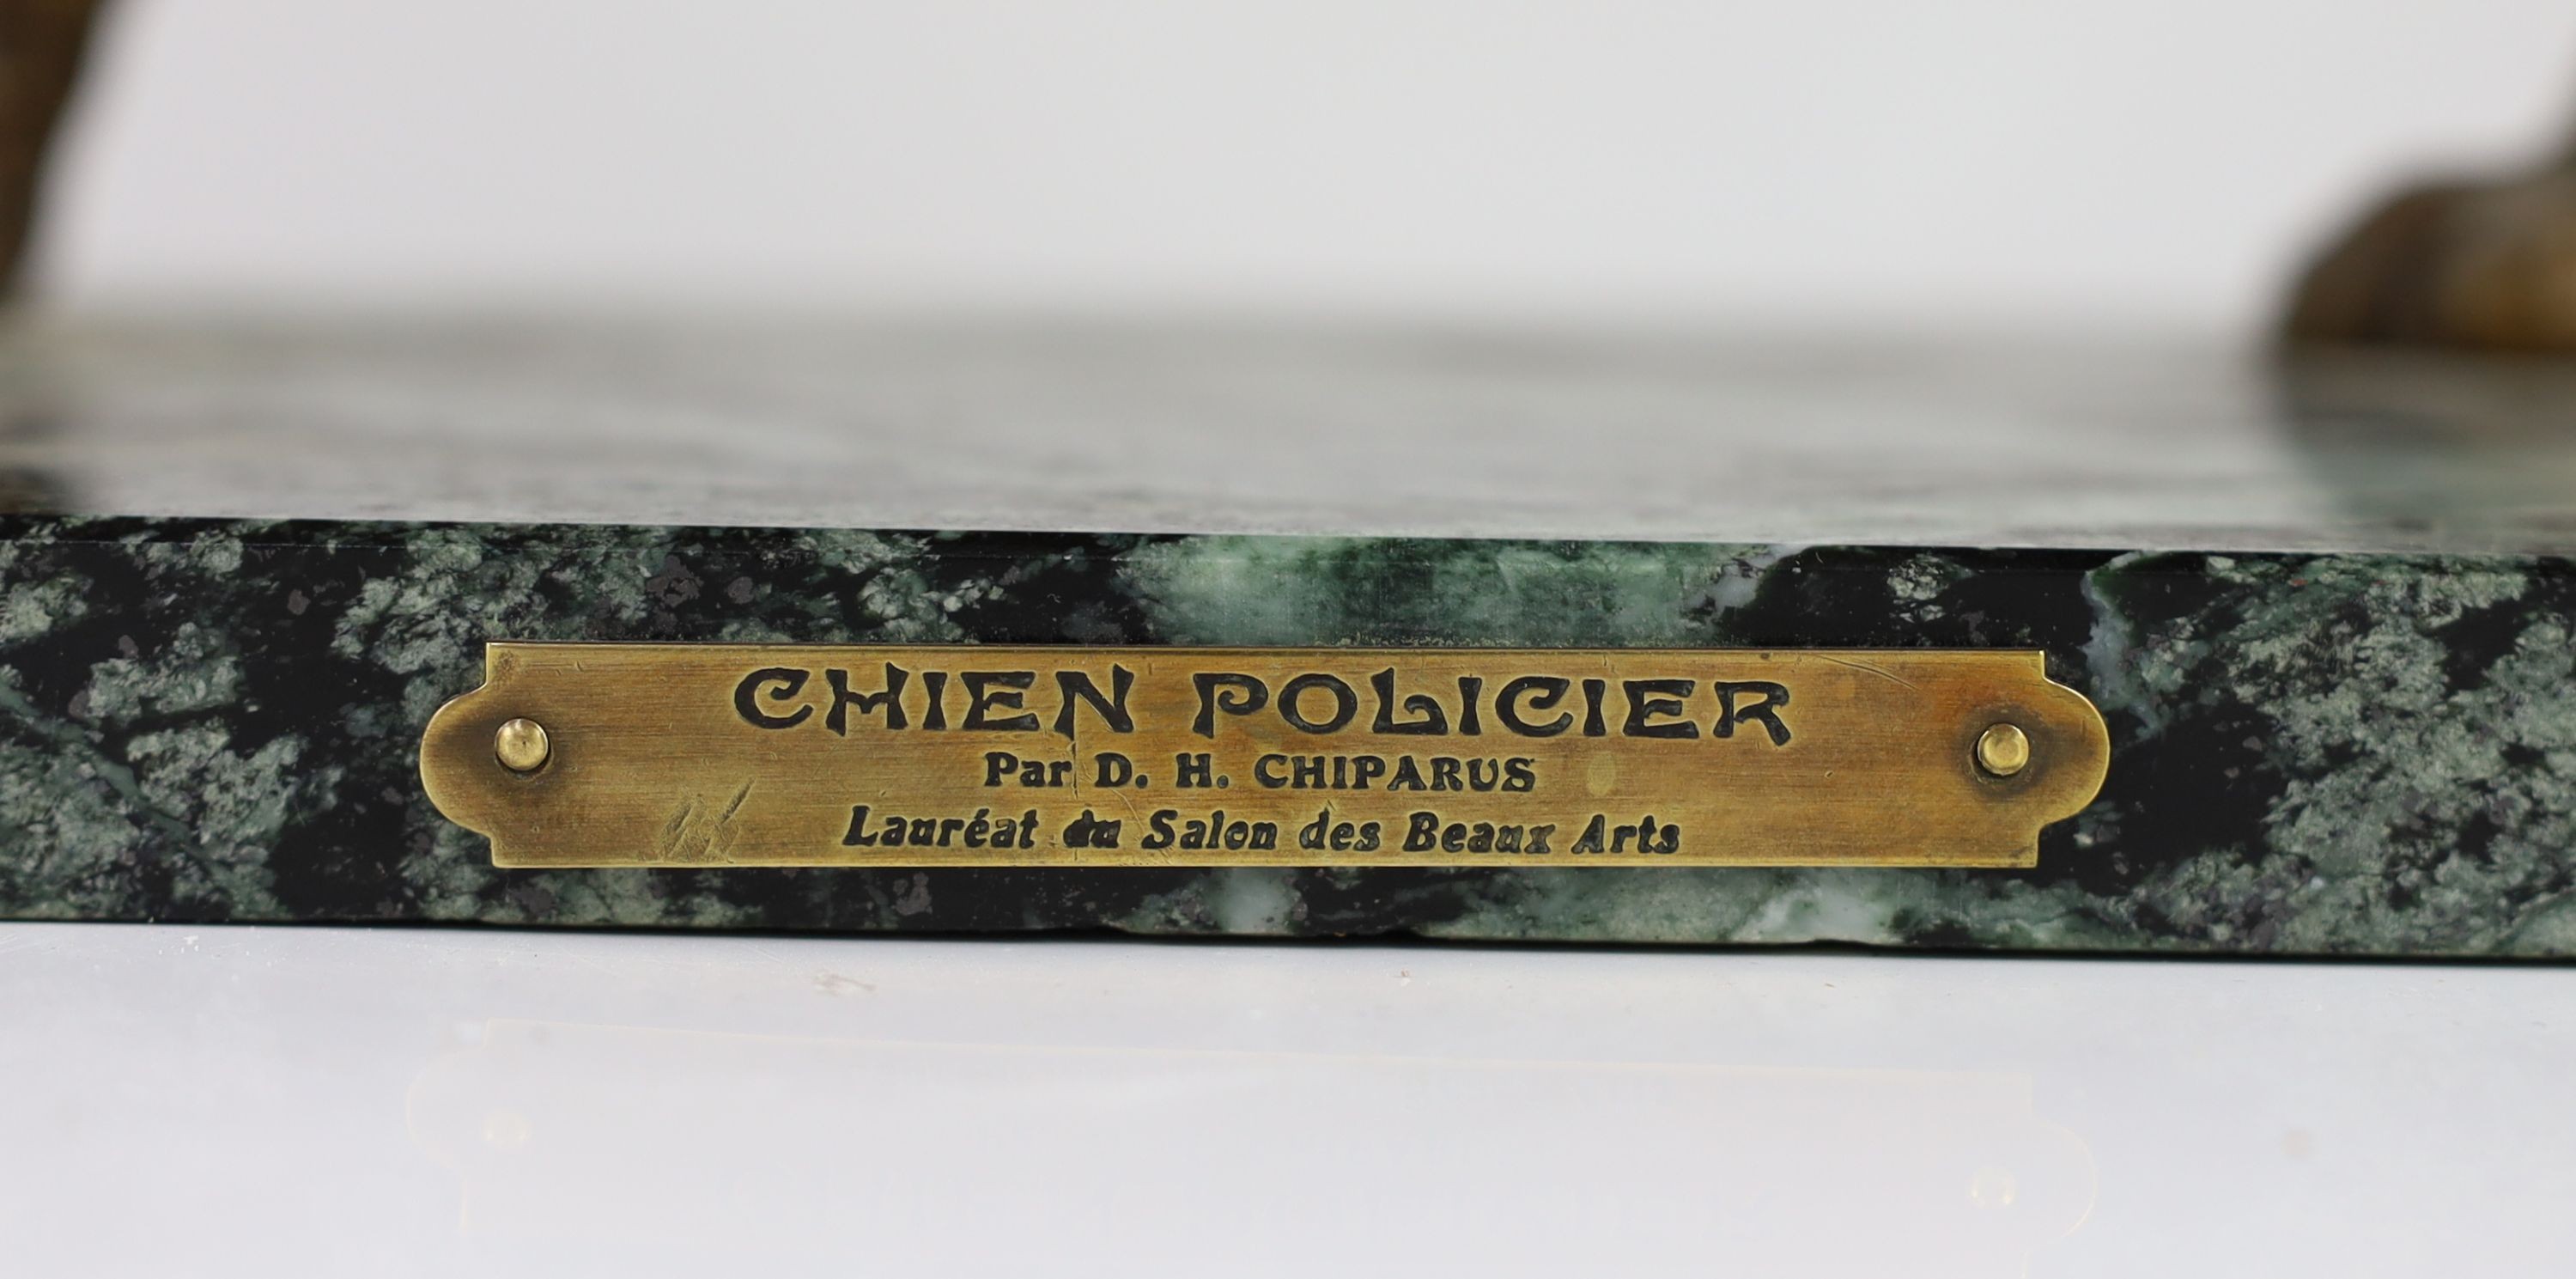 CHIEN POLICIER
Par D. H. CHIPARUS
Lauréat du Salon des Beaux Arts